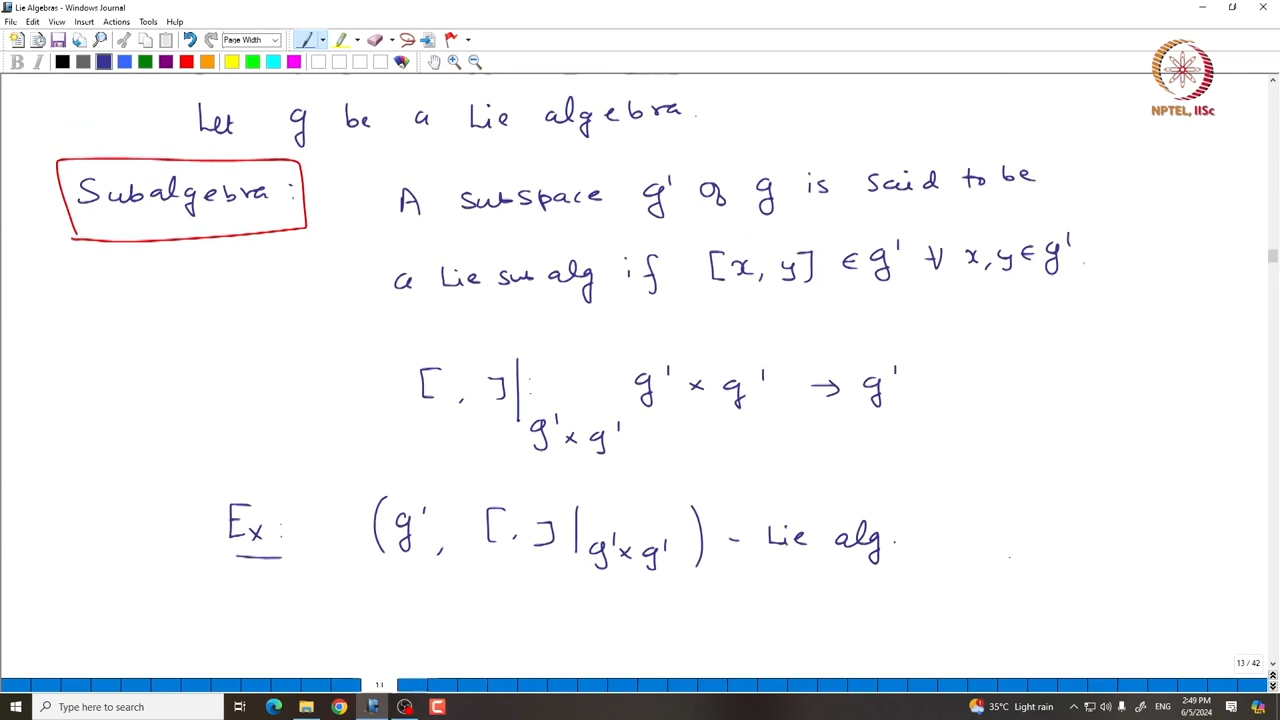 Lie Algebras - Windows Journal
File Edit View Insert Actions Tools Help
Page Width
B I
NPTEL, IISc
Let g be a Lie algebra.
Subalgebra :
A subspace g' of g is said to be
a Lie sub alg if [x, y] ∈ g' ∀ x, y ∈ g'.
[ , ]|g'×g' : g' × g' → g'
Ex: (g', [ , ]|g'×g') - Lie alg.
13 / 42
11
Type here to search
35°C Light rain
ENG
2:49 PM
6/5/2024